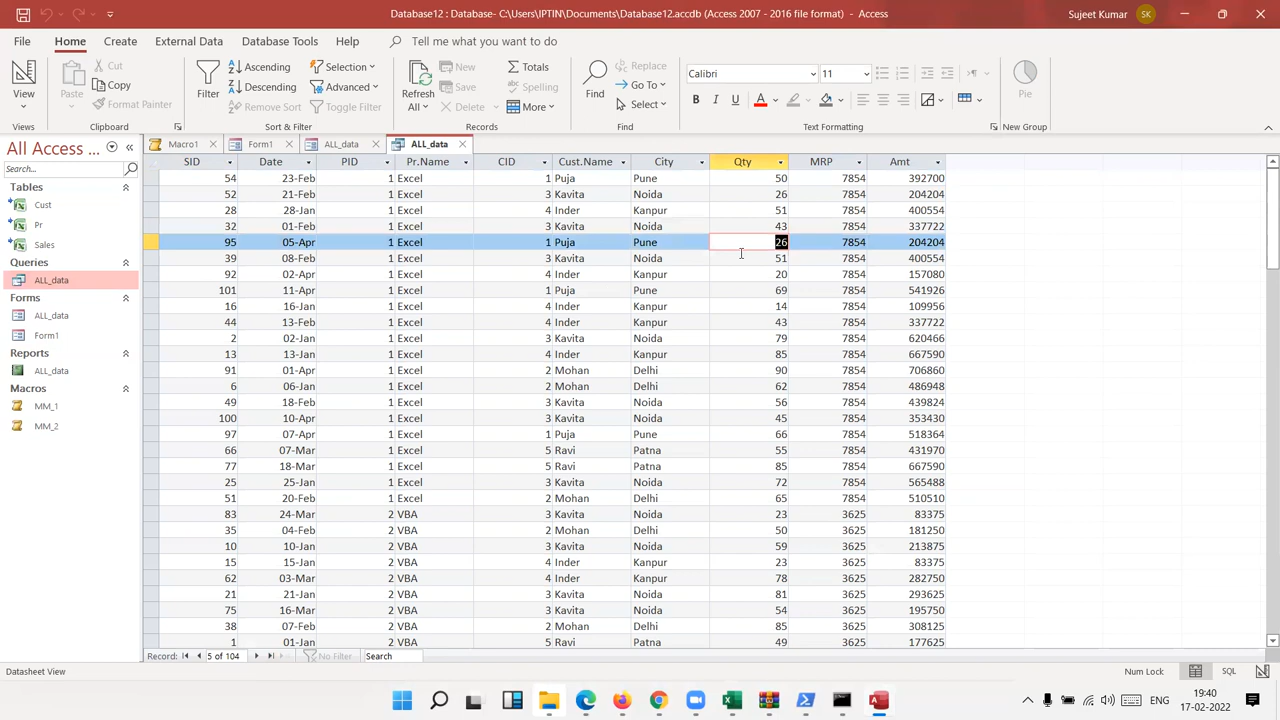 Database12 : Database- C:\Users\IPTIN\Documents\Database12.accdb (Access 2007 - 2016 file format) - Access
Sujeet Kumar SK
File Home Create External Data Database Tools Help Tell me what you want to do
View
Views
Paste
Cut
Copy
Format Painter
Clipboard
Filter
Ascending
Descending
Remove Sort
Selection
Advanced
Toggle Filter
Sort & Filter
Refresh
All
New
Save
Delete
Totals
Spelling
More
Records
Find
Replace
Go To
Select
Find
Calibri 11
B I U A
Text Formatting
Pie
New Group
All Access ...
Search...
Tables
Cust
Pr
Sales
Queries
ALL_data
Forms
ALL_data
Form1
Reports
ALL_data
Macros
MM_1
MM_2
Macro1 Form1 ALL_data ALL_data
SID Date PID Pr.Name CID Cust.Name City Qty MRP Amt
54 23-Feb 1 Excel 1 Puja Pune 50 7854 392700
52 21-Feb 1 Excel 3 Kavita Noida 26 7854 204204
28 28-Jan 1 Excel 4 Inder Kanpur 51 7854 400554
32 01-Feb 1 Excel 3 Kavita Noida 43 7854 337722
95 05-Apr 1 Excel 1 Puja Pune 26 7854 204204
39 08-Feb 1 Excel 3 Kavita Noida 51 7854 400554
92 02-Apr 1 Excel 4 Inder Kanpur 20 7854 157080
101 11-Apr 1 Excel 1 Puja Pune 69 7854 541926
16 16-Jan 1 Excel 4 Inder Kanpur 14 7854 109956
44 13-Feb 1 Excel 4 Inder Kanpur 43 7854 337722
2 02-Jan 1 Excel 3 Kavita Noida 79 7854 620466
13 13-Jan 1 Excel 4 Inder Kanpur 85 7854 667590
91 01-Apr 1 Excel 2 Mohan Delhi 90 7854 706860
6 06-Jan 1 Excel 2 Mohan Delhi 62 7854 486948
49 18-Feb 1 Excel 3 Kavita Noida 56 7854 439824
100 10-Apr 1 Excel 3 Kavita Noida 45 7854 353430
97 07-Apr 1 Excel 1 Puja Pune 66 7854 518364
66 07-Mar 1 Excel 5 Ravi Patna 55 7854 431970
77 18-Mar 1 Excel 5 Ravi Patna 85 7854 667590
25 25-Jan 1 Excel 3 Kavita Noida 72 7854 565488
51 20-Feb 1 Excel 2 Mohan Delhi 65 7854 510510
83 24-Mar 2 VBA 3 Kavita Noida 23 3625 83375
35 04-Feb 2 VBA 2 Mohan Delhi 50 3625 181250
10 10-Jan 2 VBA 3 Kavita Noida 59 3625 213875
15 15-Jan 2 VBA 4 Inder Kanpur 23 3625 83375
62 03-Mar 2 VBA 4 Inder Kanpur 78 3625 282750
21 21-Jan 2 VBA 3 Kavita Noida 81 3625 293625
75 16-Mar 2 VBA 3 Kavita Noida 54 3625 195750
38 07-Feb 2 VBA 2 Mohan Delhi 85 3625 308125
1 01-Jan 2 VBA 5 Ravi Patna 49 3625 177625
Record: 5 of 104 No Filter Search
Datasheet View
Num Lock SQL
ENG
19:40
17-02-2022